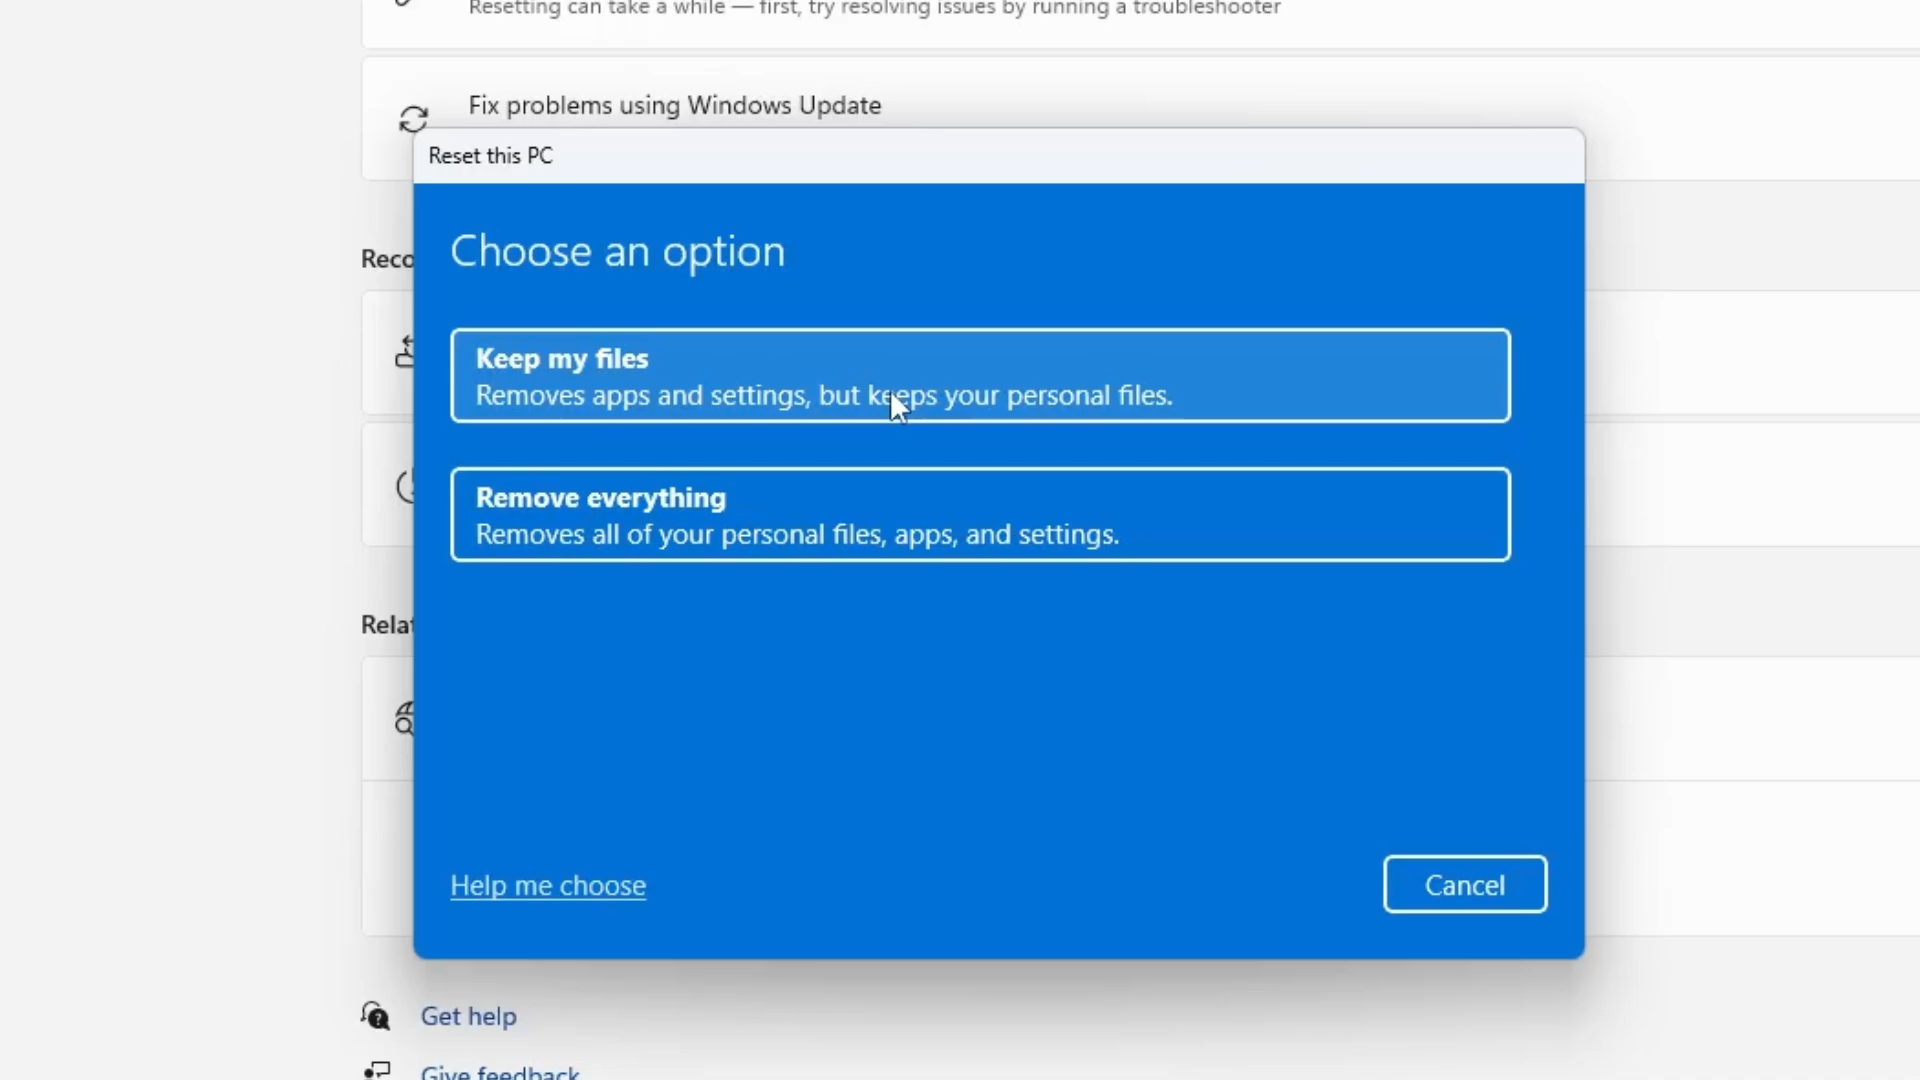 Resetting can take a while — first, try resolving issues by running a troubleshooter
Fix problems using Windows Update
Reset this PC
Choose an option
Reco
Keep my files
Removes apps and settings, but keeps your personal files.
Remove everything
Removes all of your personal files, apps, and settings.
Relat
Help me choose
Cancel
Get help
Give feedback